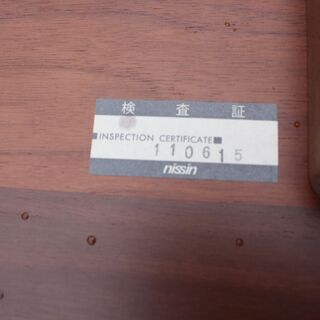 検査証
■INSPECTION CERTIFICATE■
110615
nissin